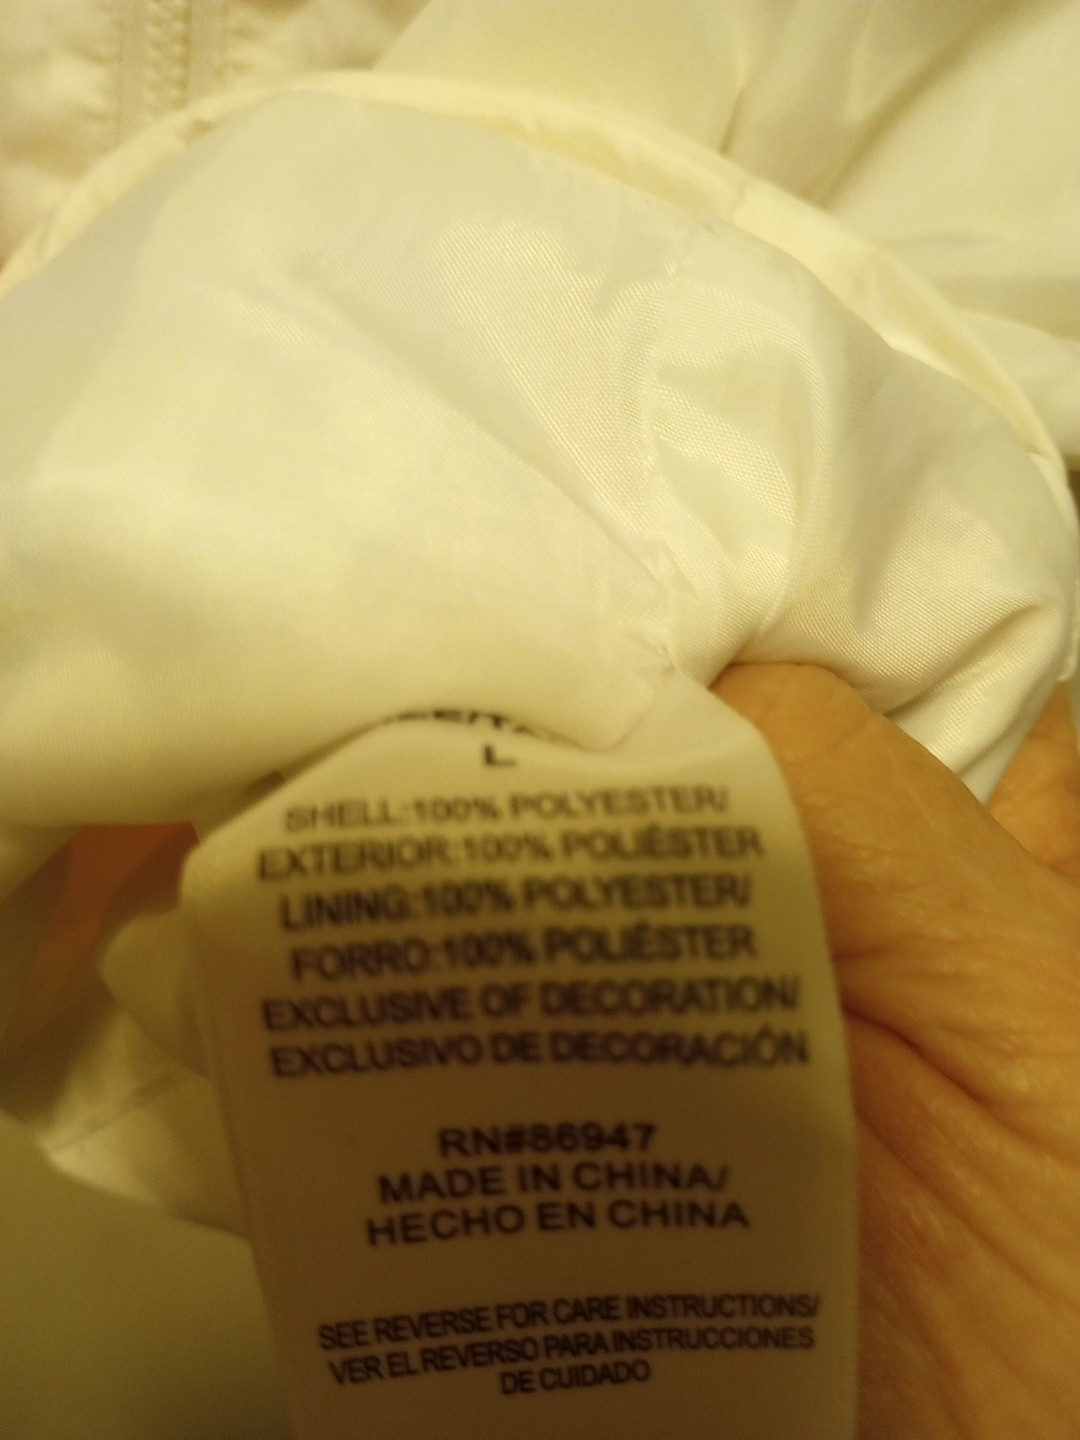 L
SHELL:100% POLYESTER/
EXTERIOR:100% POLIÉSTER
LINING:100% POLYESTER/
FORRO:100% POLIÉSTER
EXCLUSIVE OF DECORATION/
EXCLUSIVO DE DECORACIÓN
RN#86947
MADE IN CHINA/
HECHO EN CHINA
SEE REVERSE FOR CARE INSTRUCTIONS/
VER EL REVERSO PARA INSTRUCCIONES
DE CUIDADO